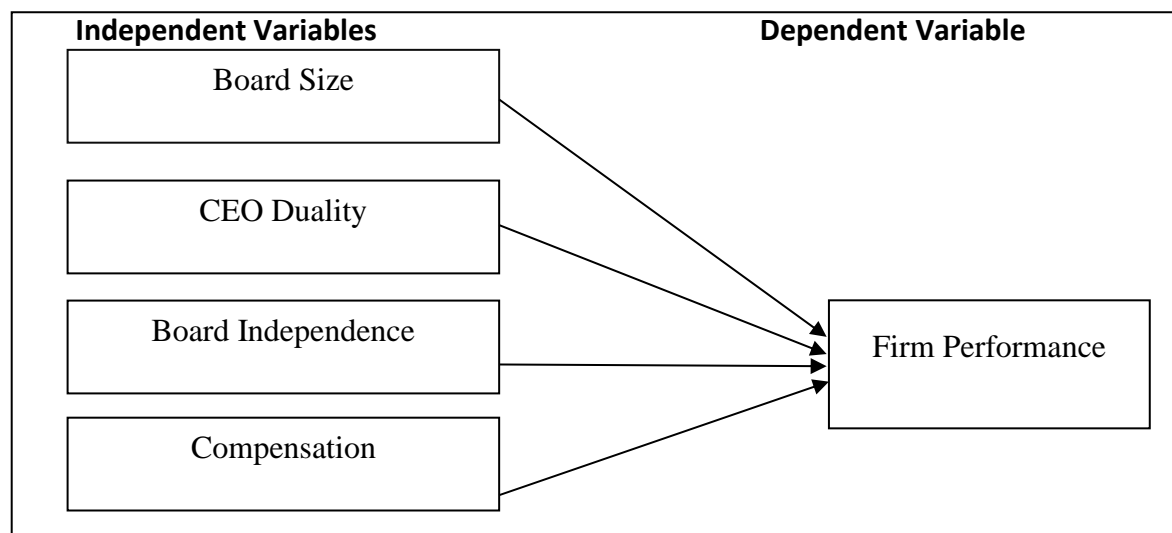 Independent Variables
Dependent Variable
Board Size
CEO Duality
Board Independence
Firm Performance
Compensation